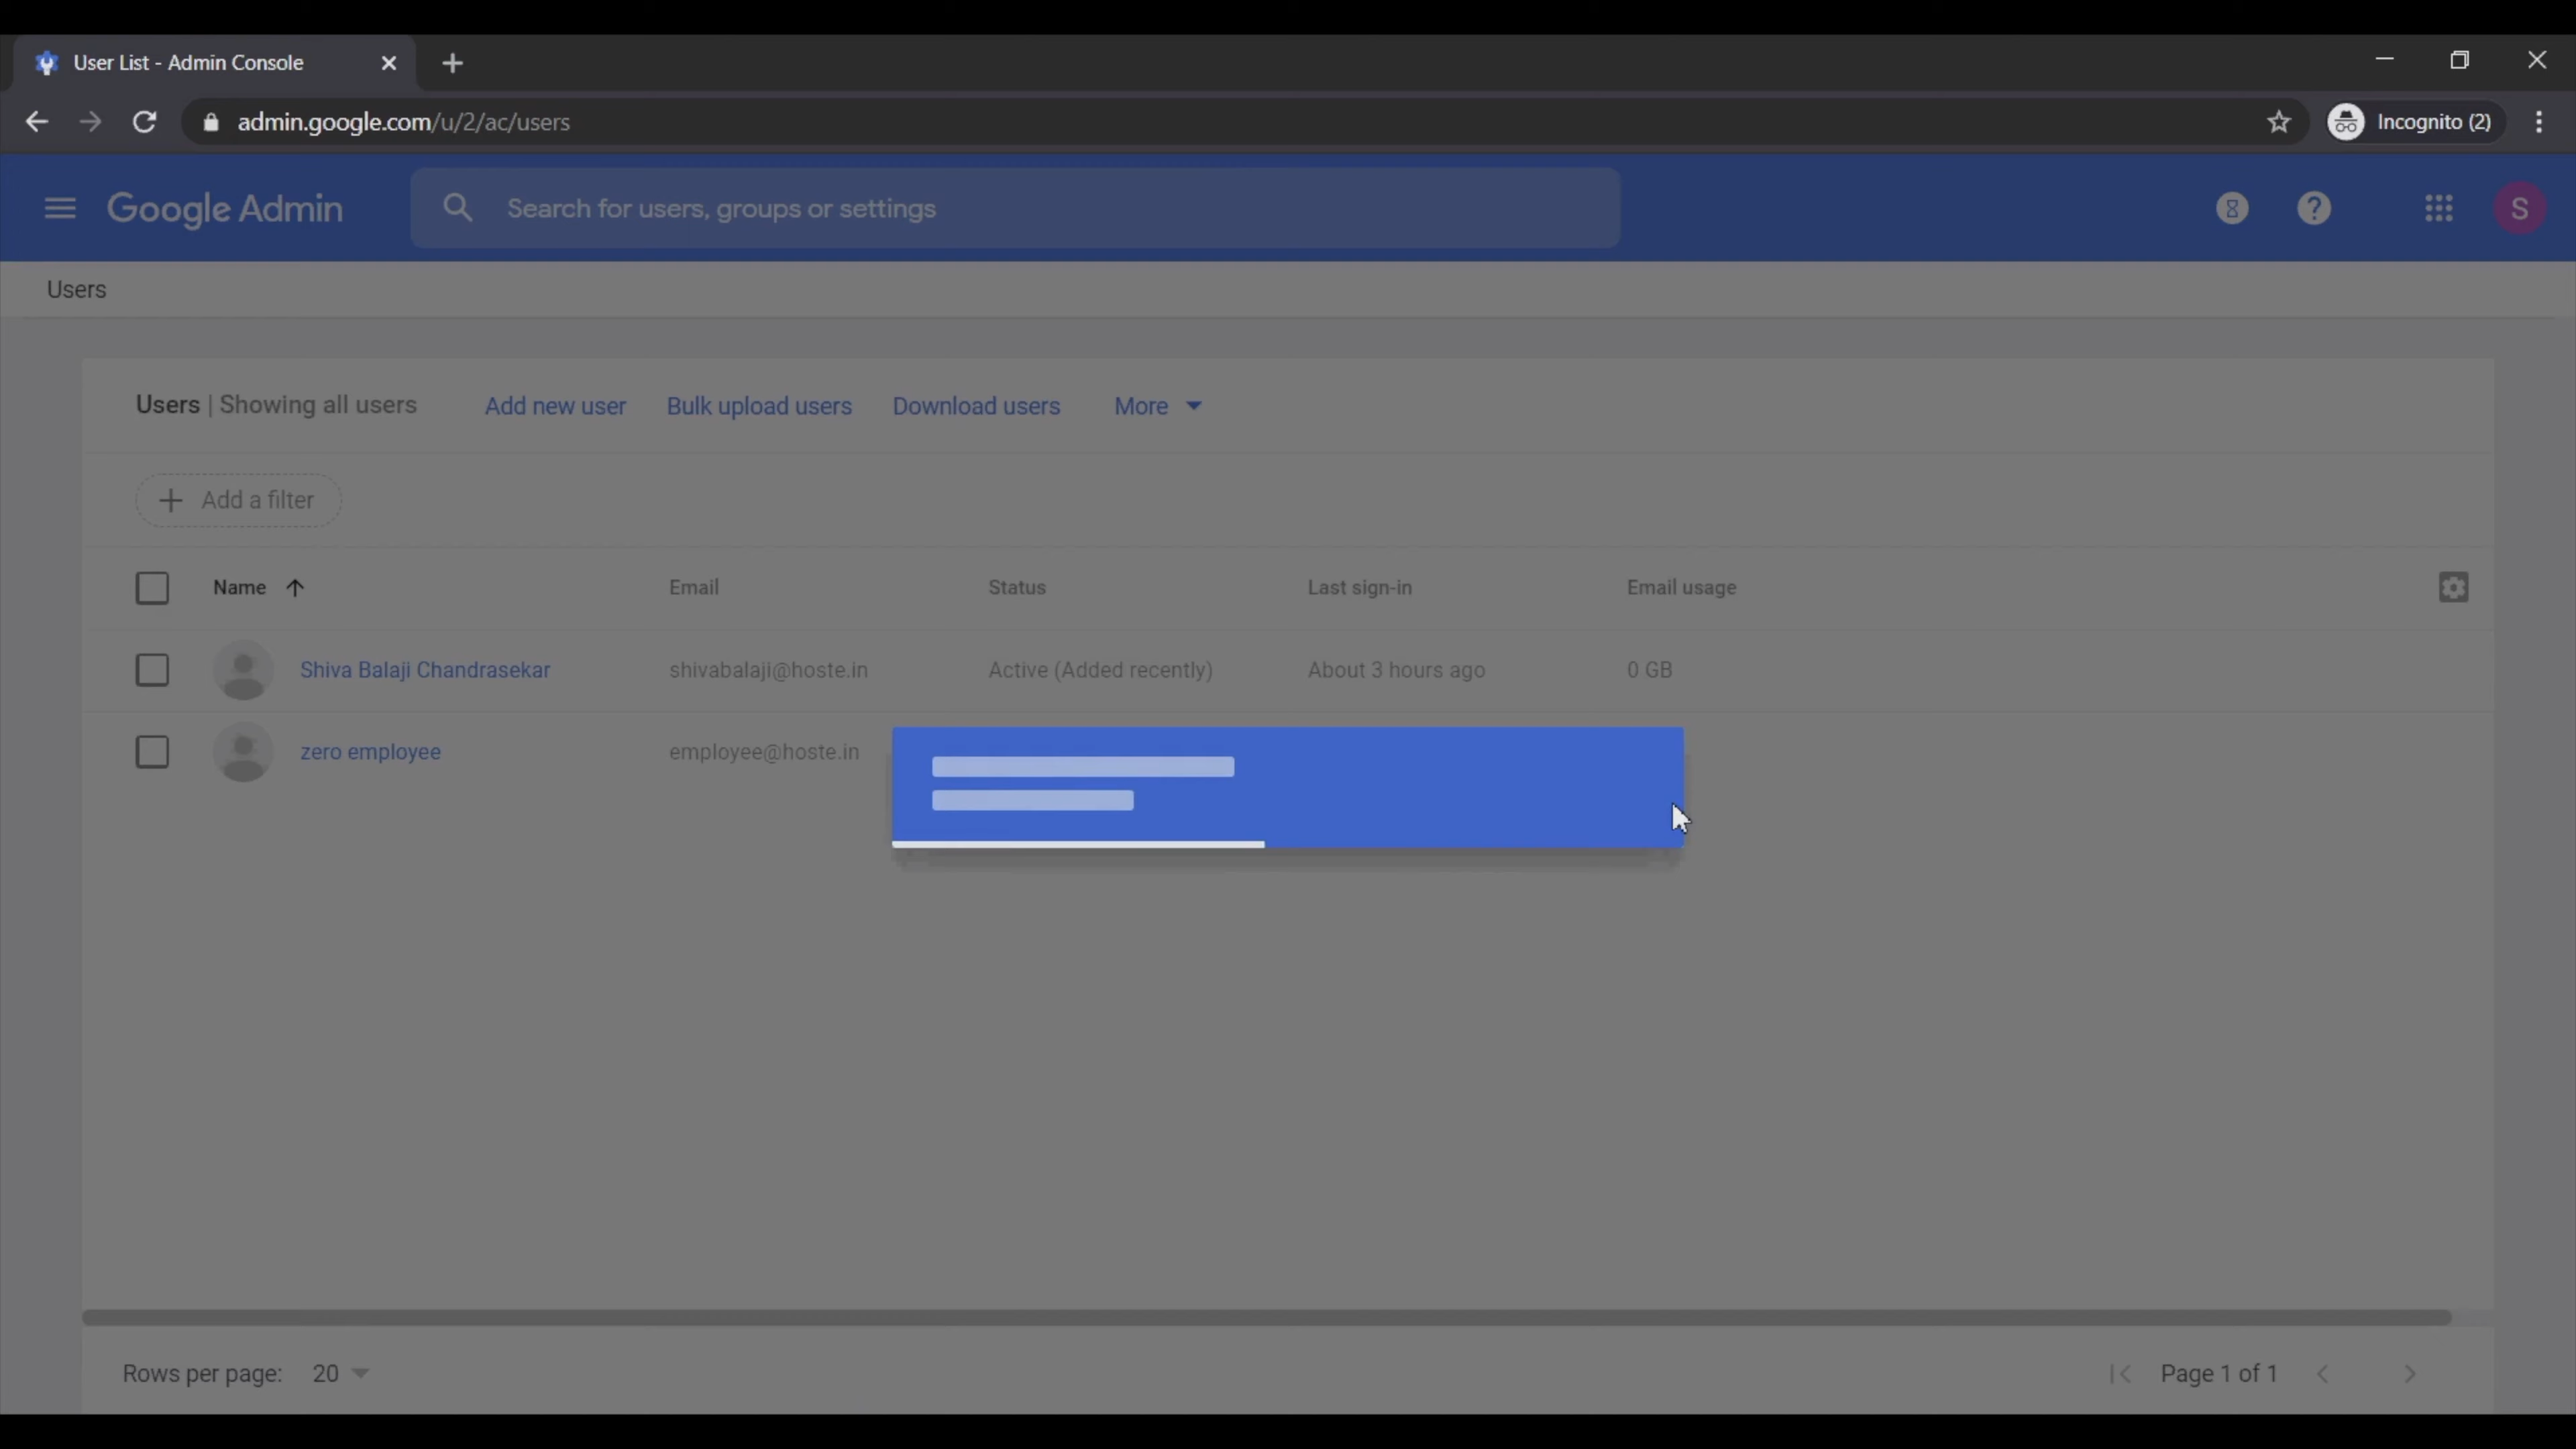 User List - Admin Console
admin.google.com/u/2/ac/users
Incognito (2)
Google Admin
Search for users, groups or settings
S
Users
Users | Showing all users
Add new user
Bulk upload users
Download users
More
Add a filter
Name
Email
Status
Last sign-in
Email usage
Shiva Balaji Chandrasekar
shivabalaji@hoste.in
Active (Added recently)
About 3 hours ago
0 GB
zero employee
employee@hoste.in
Rows per page:
20
Page 1 of 1